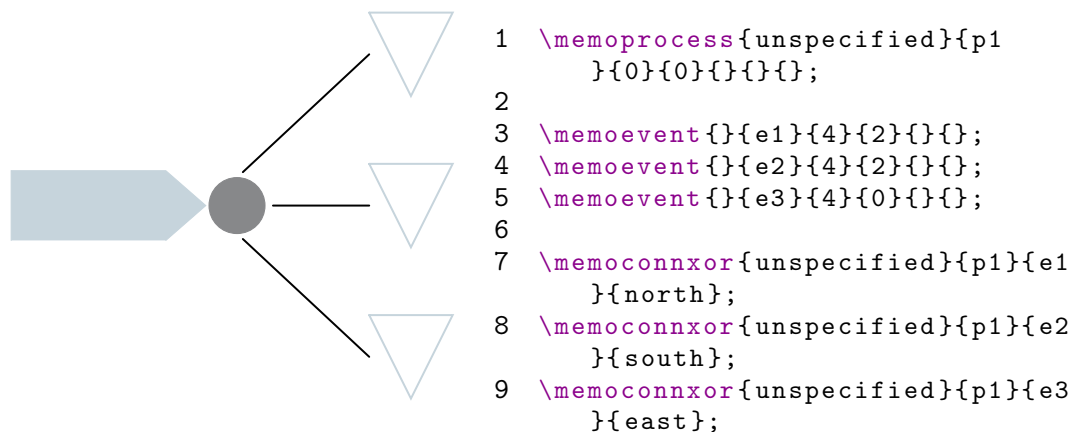 1 \memoprocess{unspecified}{p1
}{0}{0}{}{}{};
2
3 \memoevent{}{e1}{4}{2}{}{};
4 \memoevent{}{e2}{4}{2}{}{};
5 \memoevent{}{e3}{4}{0}{}{};
6
7 \memoconnxor{unspecified}{p1}{e1
}{north};
8 \memoconnxor{unspecified}{p1}{e2
}{south};
9 \memoconnxor{unspecified}{p1}{e3
}{east};